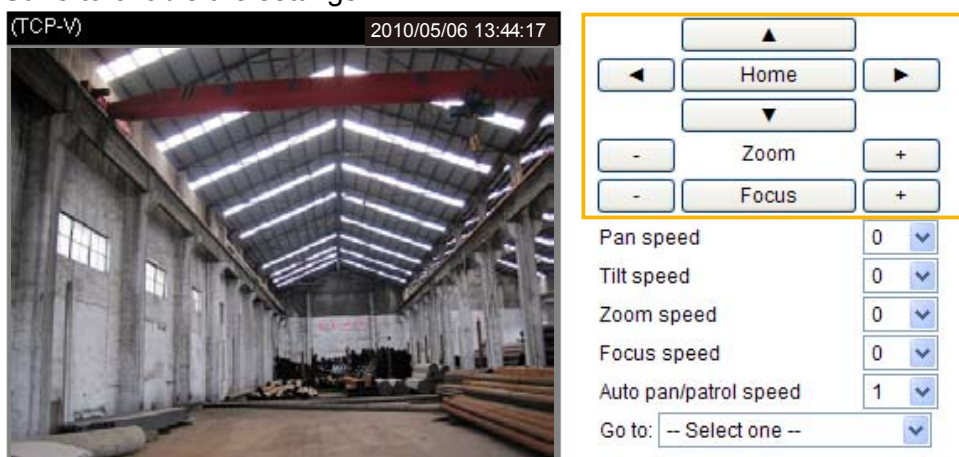 (TCP-V) 2010/05/06 13:44:17
▲
◄ Home ►
▼
- Zoom +
- Focus +
Pan speed 0
Tilt speed 0
Zoom speed 0
Focus speed 0
Auto pan/patrol speed 1
Go to: -- Select one --